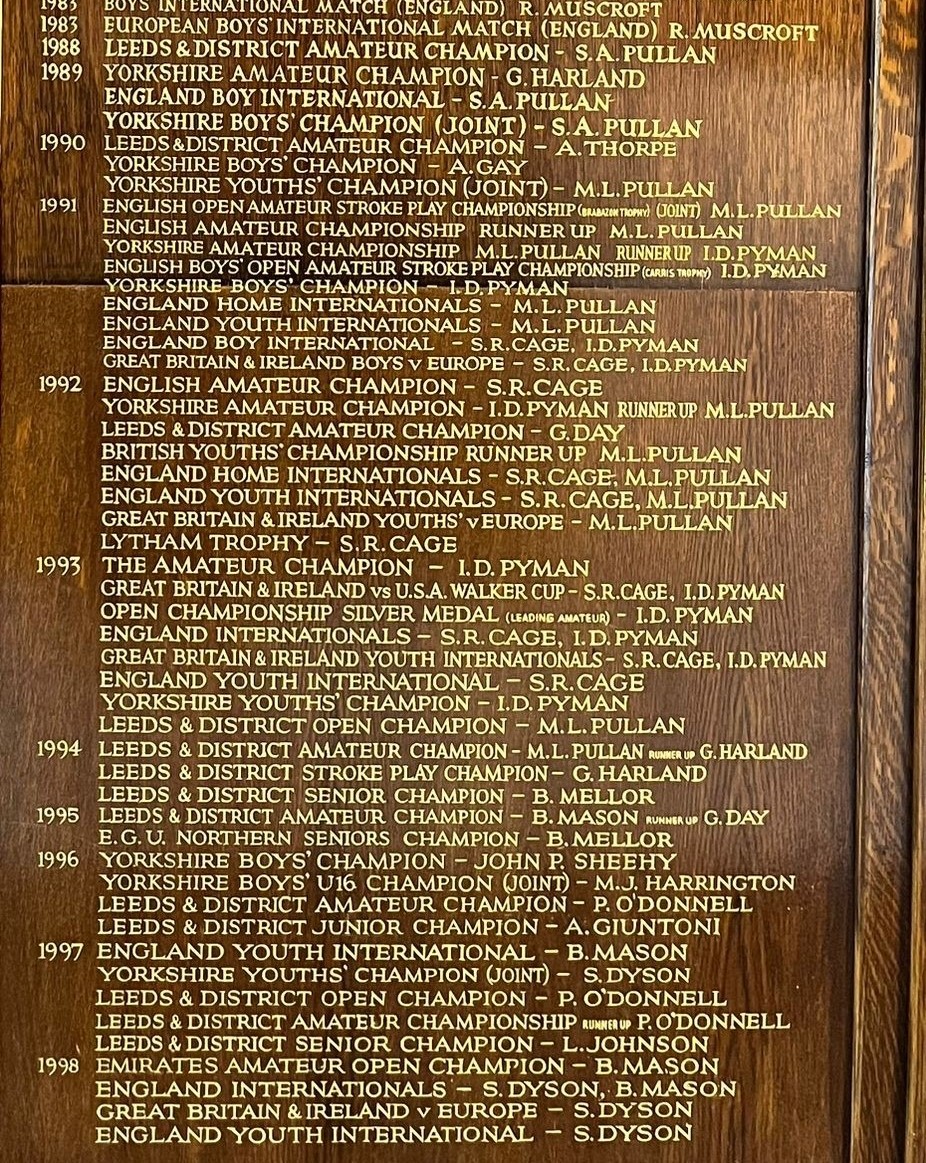 1983 BOYS INTERNATIONAL MATCH (ENGLAND) R. MUSCROFT
1983 EUROPEAN BOYS' INTERNATIONAL MATCH (ENGLAND) R. MUSCROFT
1988 LEEDS & DISTRICT AMATEUR CHAMPION - S.A. PULLAN
1989 YORKSHIRE AMATEUR CHAMPION - G. HARLAND
ENGLAND BOY INTERNATIONAL - S.A. PULLAN
YORKSHIRE BOYS' CHAMPION (JOINT) - S.A. PULLAN
1990 LEEDS & DISTRICT AMATEUR CHAMPION - A. THORPE
YORKSHIRE BOYS' CHAMPION - A. GAY
YORKSHIRE YOUTHS' CHAMPION (JOINT) - M.L. PULLAN
1991 ENGLISH OPEN AMATEUR STROKE PLAY CHAMPIONSHIP (BRABAZON TROPHY) (JOINT) M.L. PULLAN
ENGLISH AMATEUR CHAMPIONSHIP RUNNER UP M.L. PULLAN
YORKSHIRE AMATEUR CHAMPIONSHIP M.L. PULLAN RUNNER UP I.D. PYMAN
ENGLISH BOYS' OPEN AMATEUR STROKE PLAY CHAMPIONSHIP (CARRIS TROPHY) I.D. PYMAN
YORKSHIRE BOYS' CHAMPION - I.D. PYMAN
ENGLAND HOME INTERNATIONALS - M.L. PULLAN
ENGLAND YOUTH INTERNATIONALS - M.L. PULLAN
ENGLAND BOY INTERNATIONAL - S.R. CAGE, I.D. PYMAN
GREAT BRITAIN & IRELAND BOYS v EUROPE - S.R. CAGE, I.D. PYMAN
1992 ENGLISH AMATEUR CHAMPION - S.R. CAGE
YORKSHIRE AMATEUR CHAMPION - I.D. PYMAN RUNNER UP M.L. PULLAN
LEEDS & DISTRICT AMATEUR CHAMPION - G. DAY
BRITISH YOUTHS' CHAMPIONSHIP RUNNER UP M.L. PULLAN
ENGLAND HOME INTERNATIONALS - S.R. CAGE, M.L. PULLAN
ENGLAND YOUTH INTERNATIONALS - S.R. CAGE, M.L. PULLAN
GREAT BRITAIN & IRELAND YOUTHS' v EUROPE - M.L. PULLAN
LYTHAM TROPHY - S.R. CAGE
1993 THE AMATEUR CHAMPION - I.D. PYMAN
GREAT BRITAIN & IRELAND vs U.S.A. WALKER CUP - S.R. CAGE, I.D. PYMAN
OPEN CHAMPIONSHIP SILVER MEDAL (LEADING AMATEUR) - I.D. PYMAN
ENGLAND INTERNATIONALS - S.R. CAGE, I.D. PYMAN
GREAT BRITAIN & IRELAND YOUTH INTERNATIONALS - S.R. CAGE, I.D. PYMAN
ENGLAND YOUTH INTERNATIONAL - S.R. CAGE
YORKSHIRE YOUTHS' CHAMPION - I.D. PYMAN
LEEDS & DISTRICT OPEN CHAMPION - M.L. PULLAN
1994 LEEDS & DISTRICT AMATEUR CHAMPION - M.L. PULLAN RUNNER UP G. HARLAND
LEEDS & DISTRICT STROKE PLAY CHAMPION - G. HARLAND
LEEDS & DISTRICT SENIOR CHAMPION - B. MELLOR
1995 LEEDS & DISTRICT AMATEUR CHAMPION - B. MASON RUNNER UP G. DAY
E.G.U. NORTHERN SENIORS CHAMPION - B. MELLOR
1996 YORKSHIRE BOYS' CHAMPION - JOHN P. SHEEHY
YORKSHIRE BOYS' U16 CHAMPION (JOINT) - M.J. HARRINGTON
LEEDS & DISTRICT AMATEUR CHAMPION - P. O'DONNELL
LEEDS & DISTRICT JUNIOR CHAMPION - A. GIUNTONI
1997 ENGLAND YOUTH INTERNATIONAL - B. MASON
YORKSHIRE YOUTHS' CHAMPION (JOINT) - S. DYSON
LEEDS & DISTRICT OPEN CHAMPION - P. O'DONNELL
LEEDS & DISTRICT AMATEUR CHAMPIONSHIP RUNNER UP P. O'DONNELL
LEEDS & DISTRICT SENIOR CHAMPION - L. JOHNSON
1998 EMIRATES AMATEUR OPEN CHAMPION - B. MASON
ENGLAND INTERNATIONALS - S. DYSON, B. MASON
GREAT BRITAIN & IRELAND v EUROPE - S. DYSON
ENGLAND YOUTH INTERNATIONAL - S. DYSON